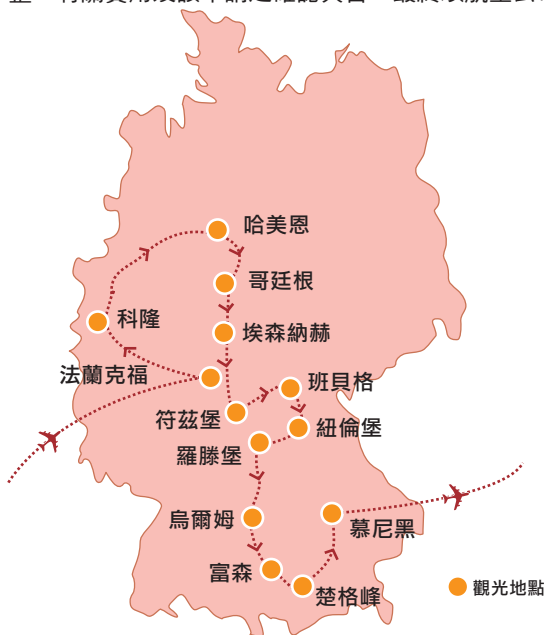 哈美恩
哥廷根
科隆
埃森納赫
法蘭克福
班貝格
符茲堡
紐倫堡
羅滕堡
烏爾姆
慕尼黑
富森
楚格峰
觀光地點